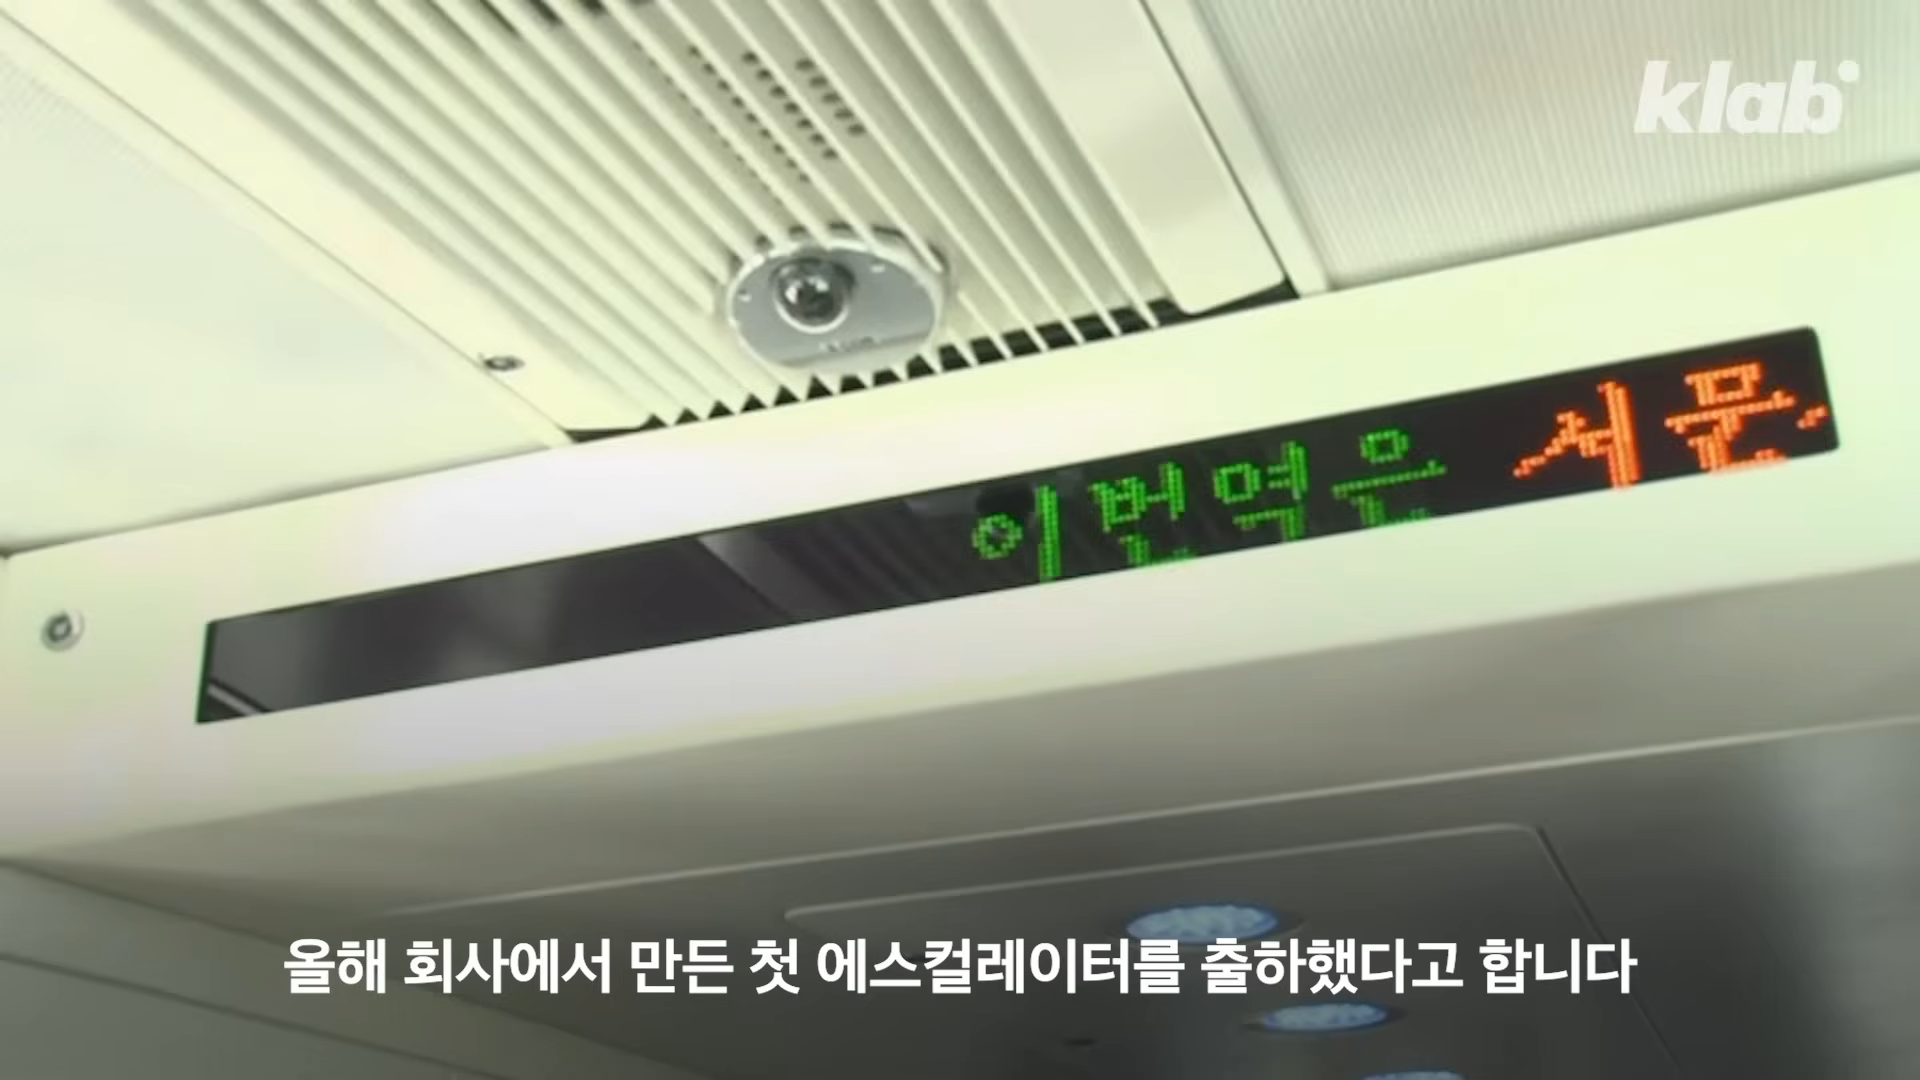 klab
이번역은 서문
올해 회사에서 만든 첫 에스컬레이터를 출하했다고 합니다